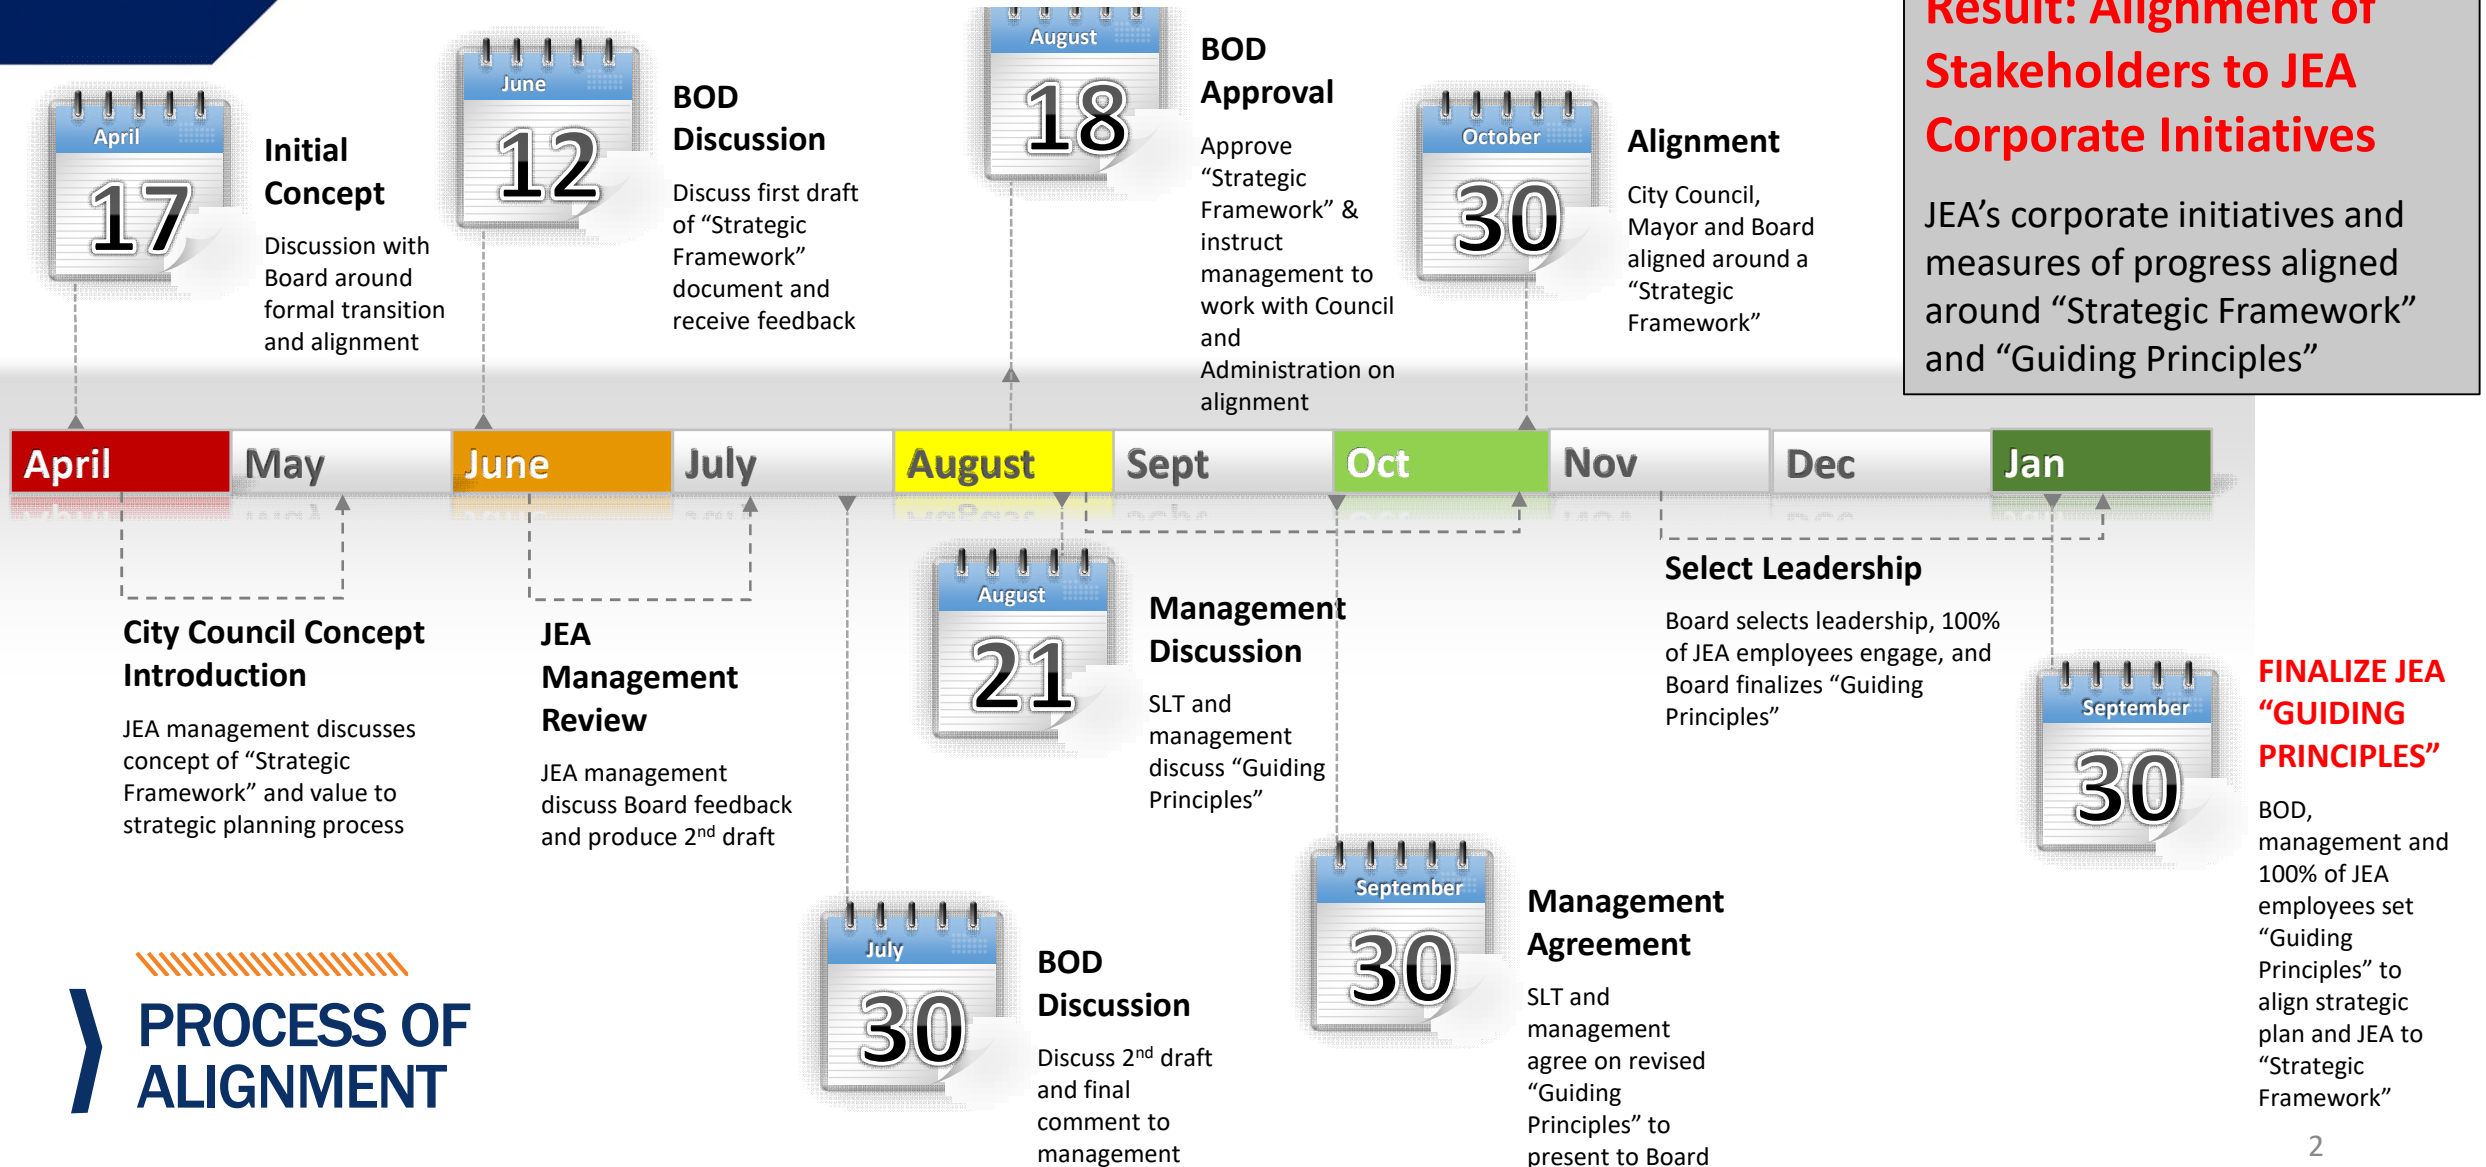 April
17
Initial
Concept
Discussion with
Board around
formal transition
and alignment
June
12
BOD
Discussion
Discuss first draft
of “Strategic
Framework”
document and
receive feedback
August
18
BOD
Approval
Approve
“Strategic
Framework” &
instruct
management to
work with Council
and
Administration on
alignment
October
30
Alignment
City Council,
Mayor and Board
aligned around a
“Strategic
Framework”
Result: Alignment of
Stakeholders to JEA
Corporate Initiatives
JEA’s corporate initiatives and
measures of progress aligned
around “Strategic Framework”
and “Guiding Principles”
April May June July August Sept Oct Nov Dec Jan
City Council Concept
Introduction
JEA management discusses
concept of “Strategic
Framework” and value to
strategic planning process
JEA
Management
Review
JEA management
discuss Board feedback
and produce 2nd draft
July
30
BOD
Discussion
Discuss 2nd draft
and final
comment to
management
August
21
Management
Discussion
SLT and
management
discuss “Guiding
Principles”
September
30
Management
Agreement
SLT and
management
agree on revised
“Guiding
Principles” to
present to Board
Select Leadership
Board selects leadership, 100%
of JEA employees engage, and
Board finalizes “Guiding
Principles”
September
30
FINALIZE JEA
“GUIDING
PRINCIPLES”
BOD,
management and
100% of JEA
employees set
“Guiding
Principles” to
align strategic
plan and JEA to
“Strategic
Framework”
PROCESS OF
ALIGNMENT
2